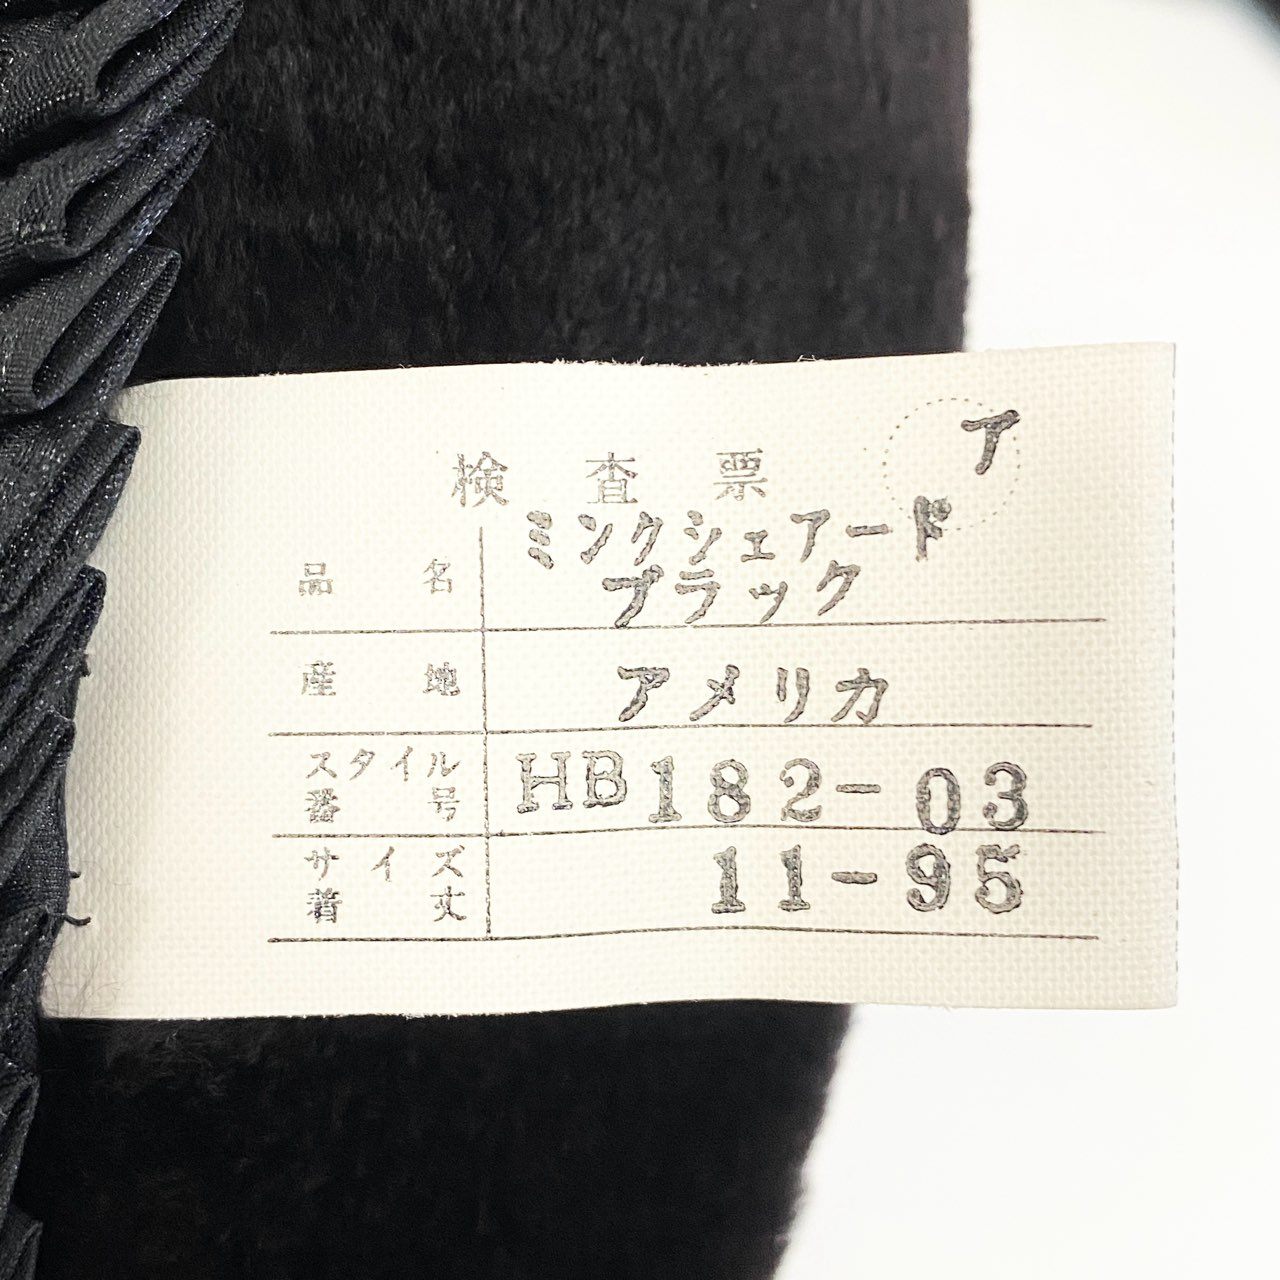 ア
検査票
品名 ミンクシェアード
ブラック
産地 アメリカ
スタイル
番号 HB182-03
サイズ
着丈 11-95